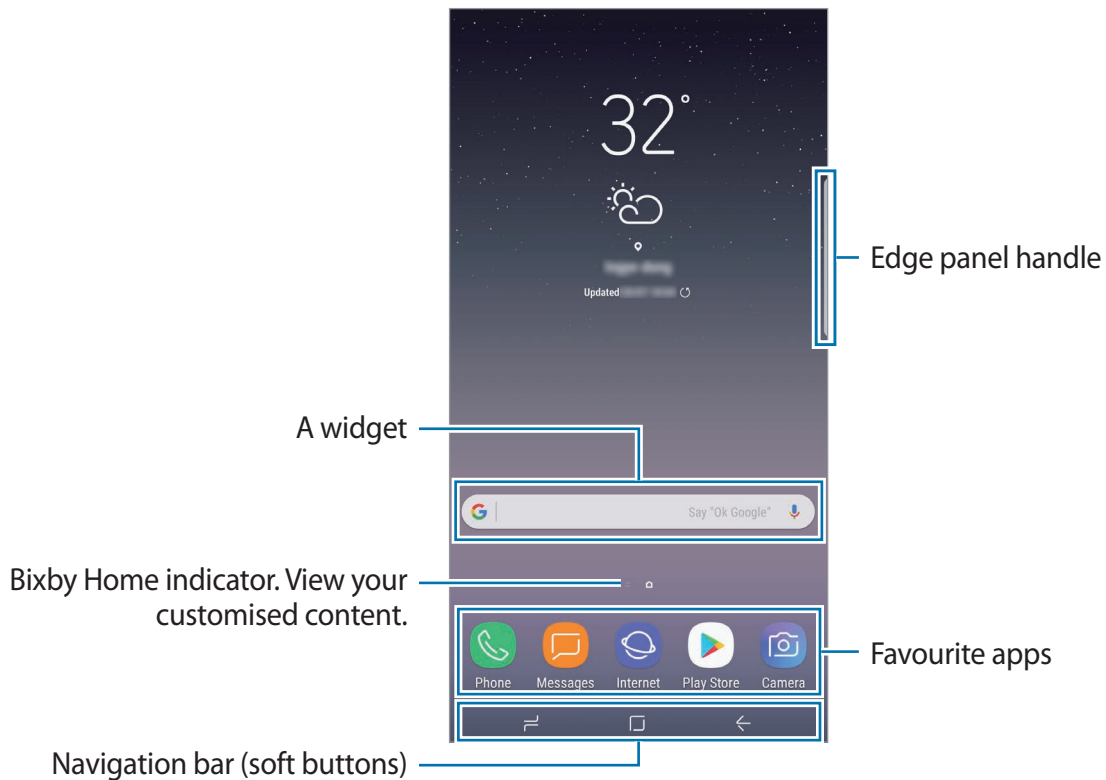 32°
Updated
Edge panel handle
A widget
G
Say "Ok Google"
Bixby Home indicator. View your
customised content.
Phone Messages Internet Play Store Camera
Favourite apps
Navigation bar (soft buttons)